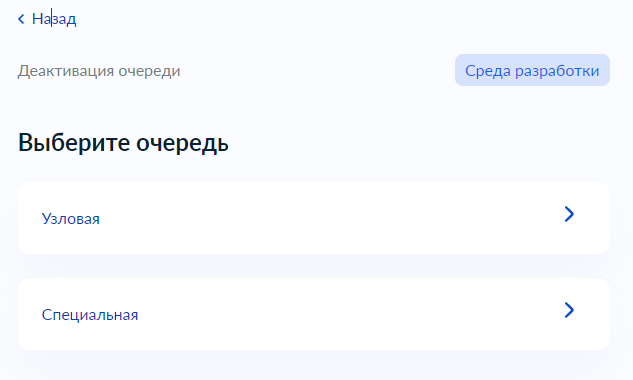 Назад
Деактивация очереди
Среда разработки
Выберите очередь
Узловая
Специальная